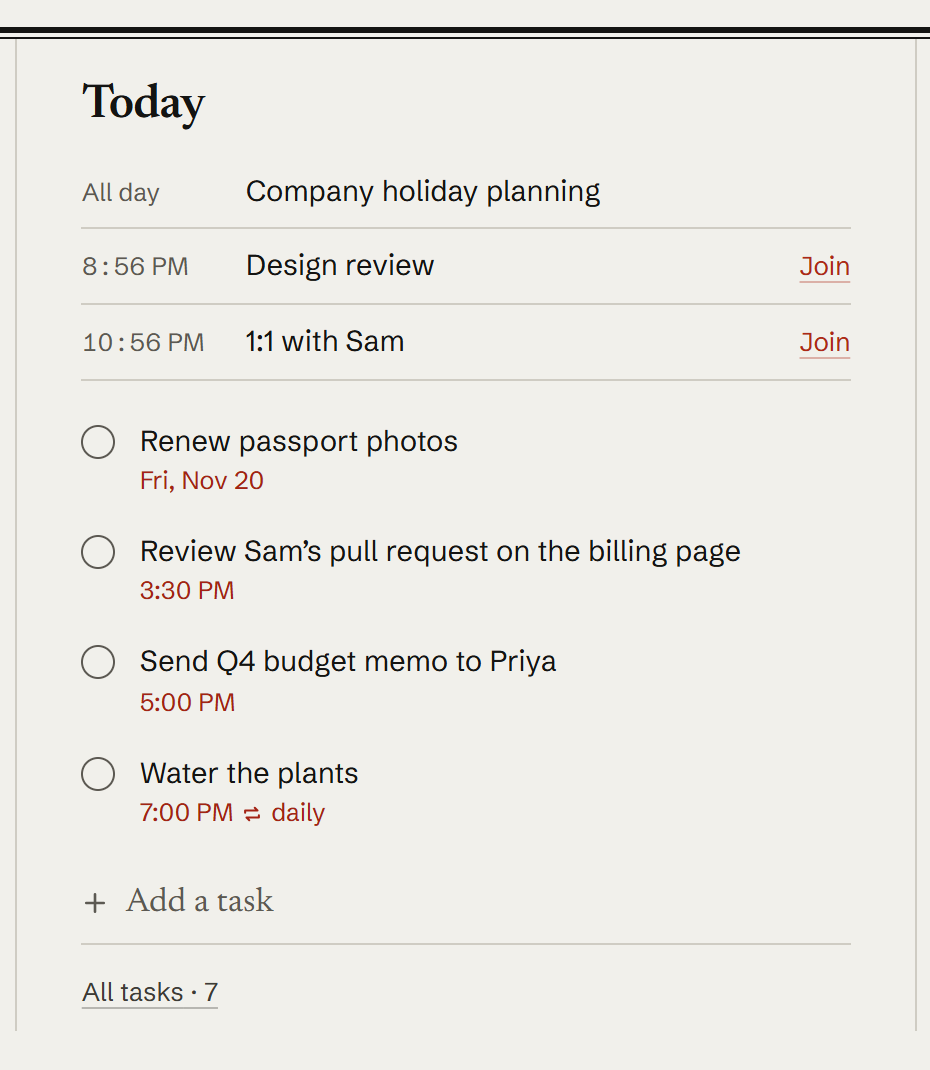 Today
All day Company holiday planning
8:56 PM Design review Join
10:56 PM 1:1 with Sam Join
Renew passport photos
Fri, Nov 20
Review Sam’s pull request on the billing page
3:30 PM
Send Q4 budget memo to Priya
5:00 PM
Water the plants
7:00 PM daily
+ Add a task
All tasks · 7